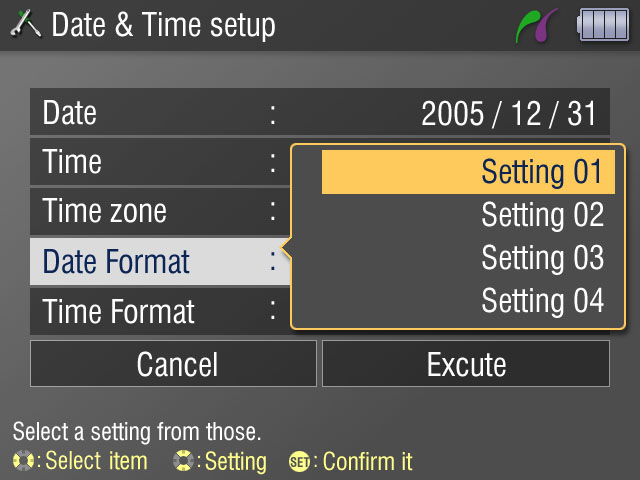 Date & Time setup
Date : 2005 / 12 / 31
Time :
Setting 01
Time zone :
Setting 02
Date Format :
Setting 03
Time Format :
Setting 04
Cancel Excute
Select a setting from those.
: Select item : Setting SET : Confirm it